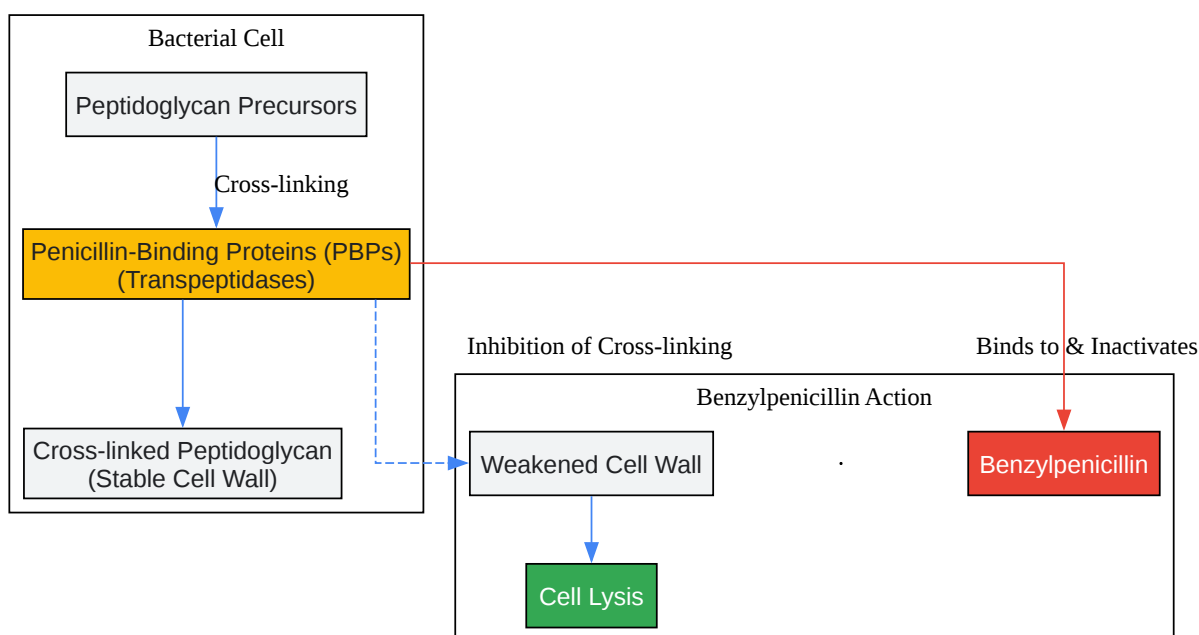 Bacterial Cell
Peptidoglycan Precursors
Cross-linking
Penicillin-Binding Proteins (PBPs)
(Transpeptidases)
Cross-linked Peptidoglycan
(Stable Cell Wall)
Inhibition of Cross-linking
Binds to & Inactivates
Benzylpenicillin Action
Weakened Cell Wall
.
Benzylpenicillin
Cell Lysis